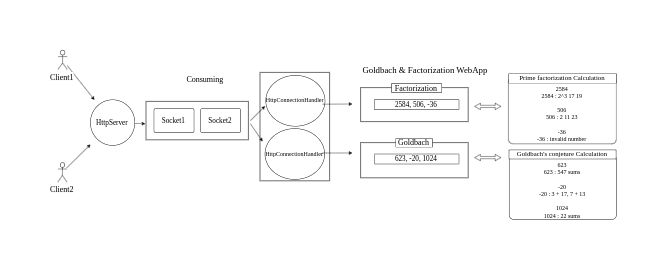 Client1
Client2
HttpServer
Consuming
Socket1
Socket2
HttpConnectionHandler
HttpConnectionHandler
Goldbach & Factorization WebApp
Factorization
2584, 506, -36
Goldbach
623, -20, 1024
Prime factorization Calculation
2584
2584 : 2^3 17 19
506
506 : 2 11 23
-36
-36 : invalid number
Goldbach's conjeture Calculation
623
623 : 547 sums
-20
-20 : 3 + 17, 7 + 13
1024
1024 : 22 sums